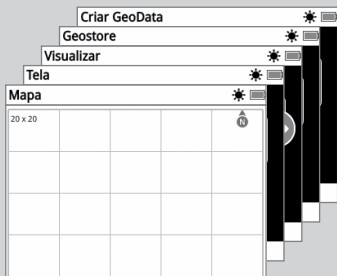 Criar GeoData
Geostore
Visualizar
Tela
Mapa
20 x 20
N